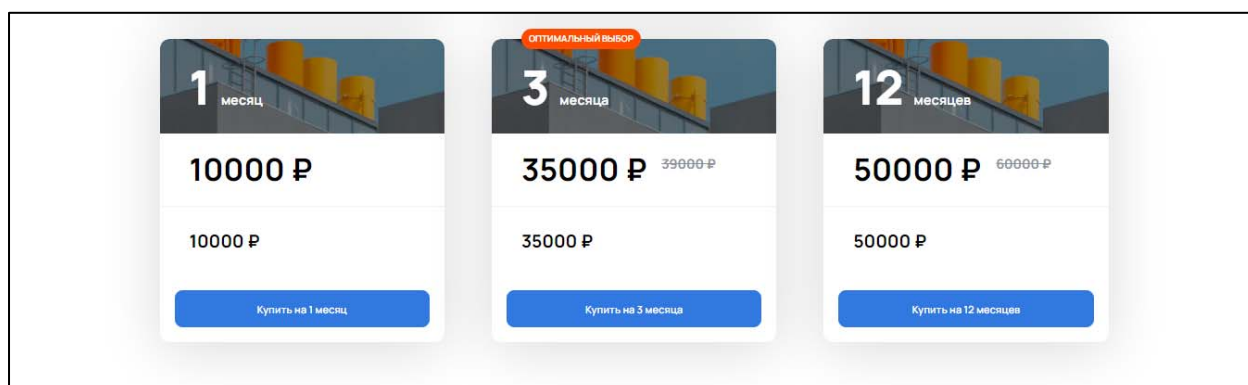 1 месяц
10000 ₽
10000 ₽
Купить на 1 месяц
ОПТИМАЛЬНЫЙ ВЫБОР
3 месяца
35000 ₽ 39000 ₽
35000 ₽
Купить на 3 месяца
12 месяцев
50000 ₽ 60000 ₽
50000 ₽
Купить на 12 месяцев